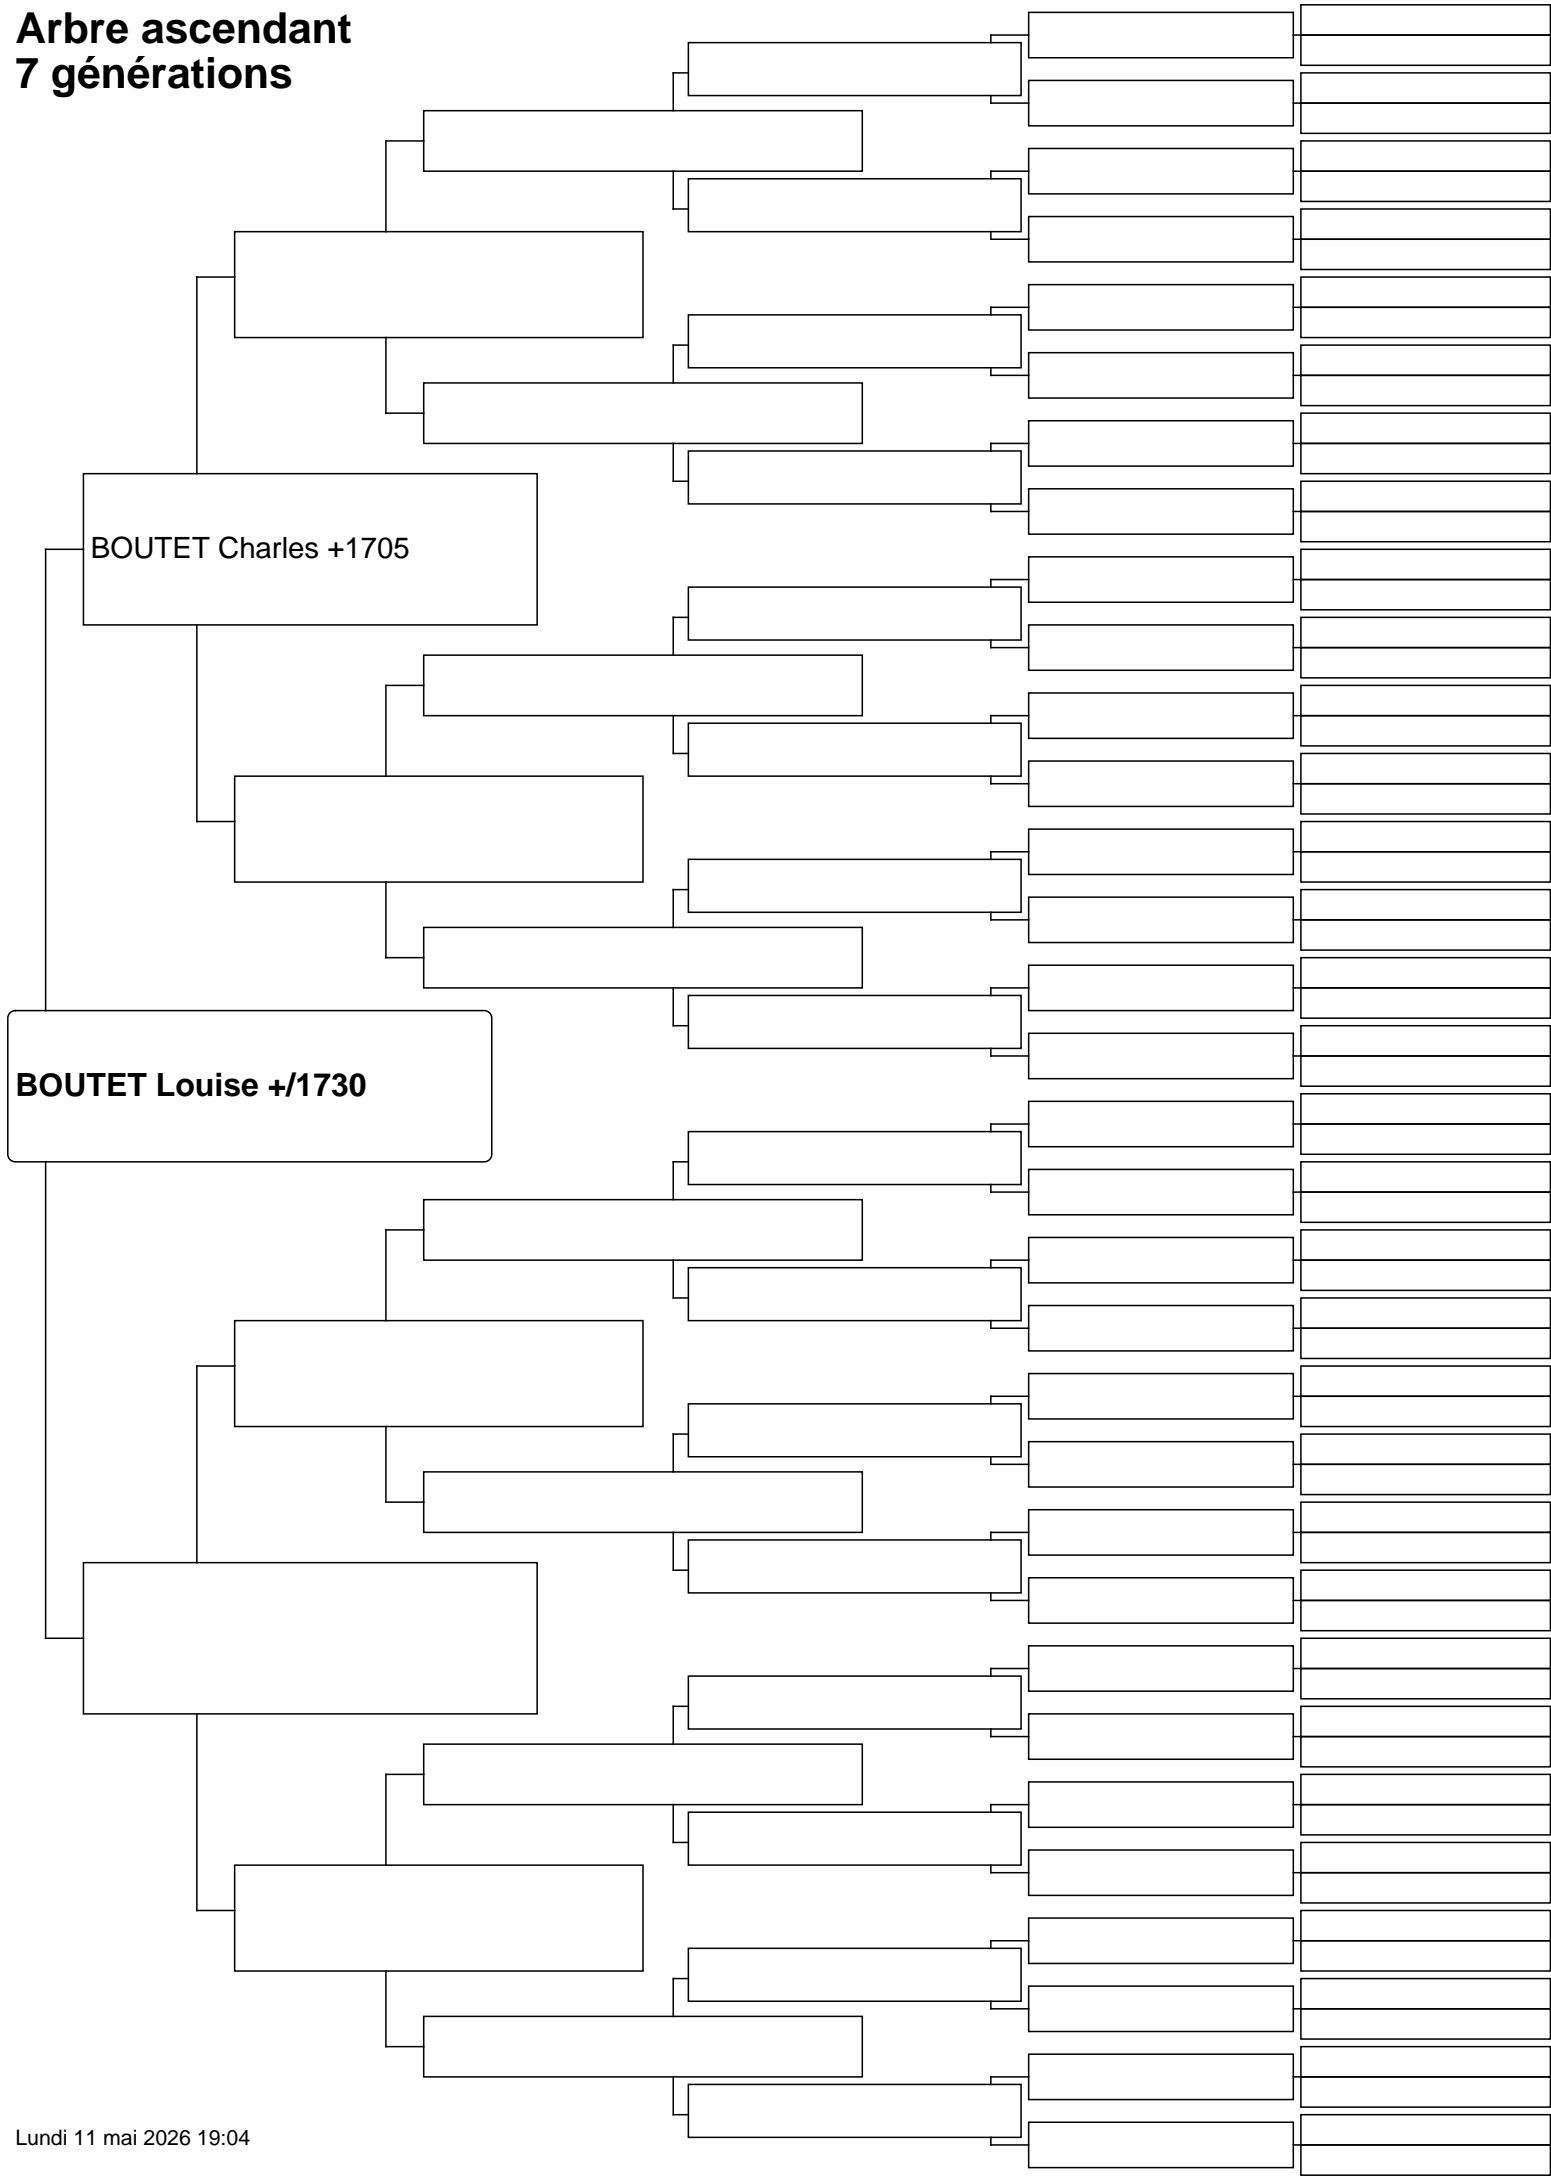 Arbre ascendant
7 générations
BOUTET Charles +1705
BOUTET Louise +/1730
Lundi 11 mai 2026 19:04